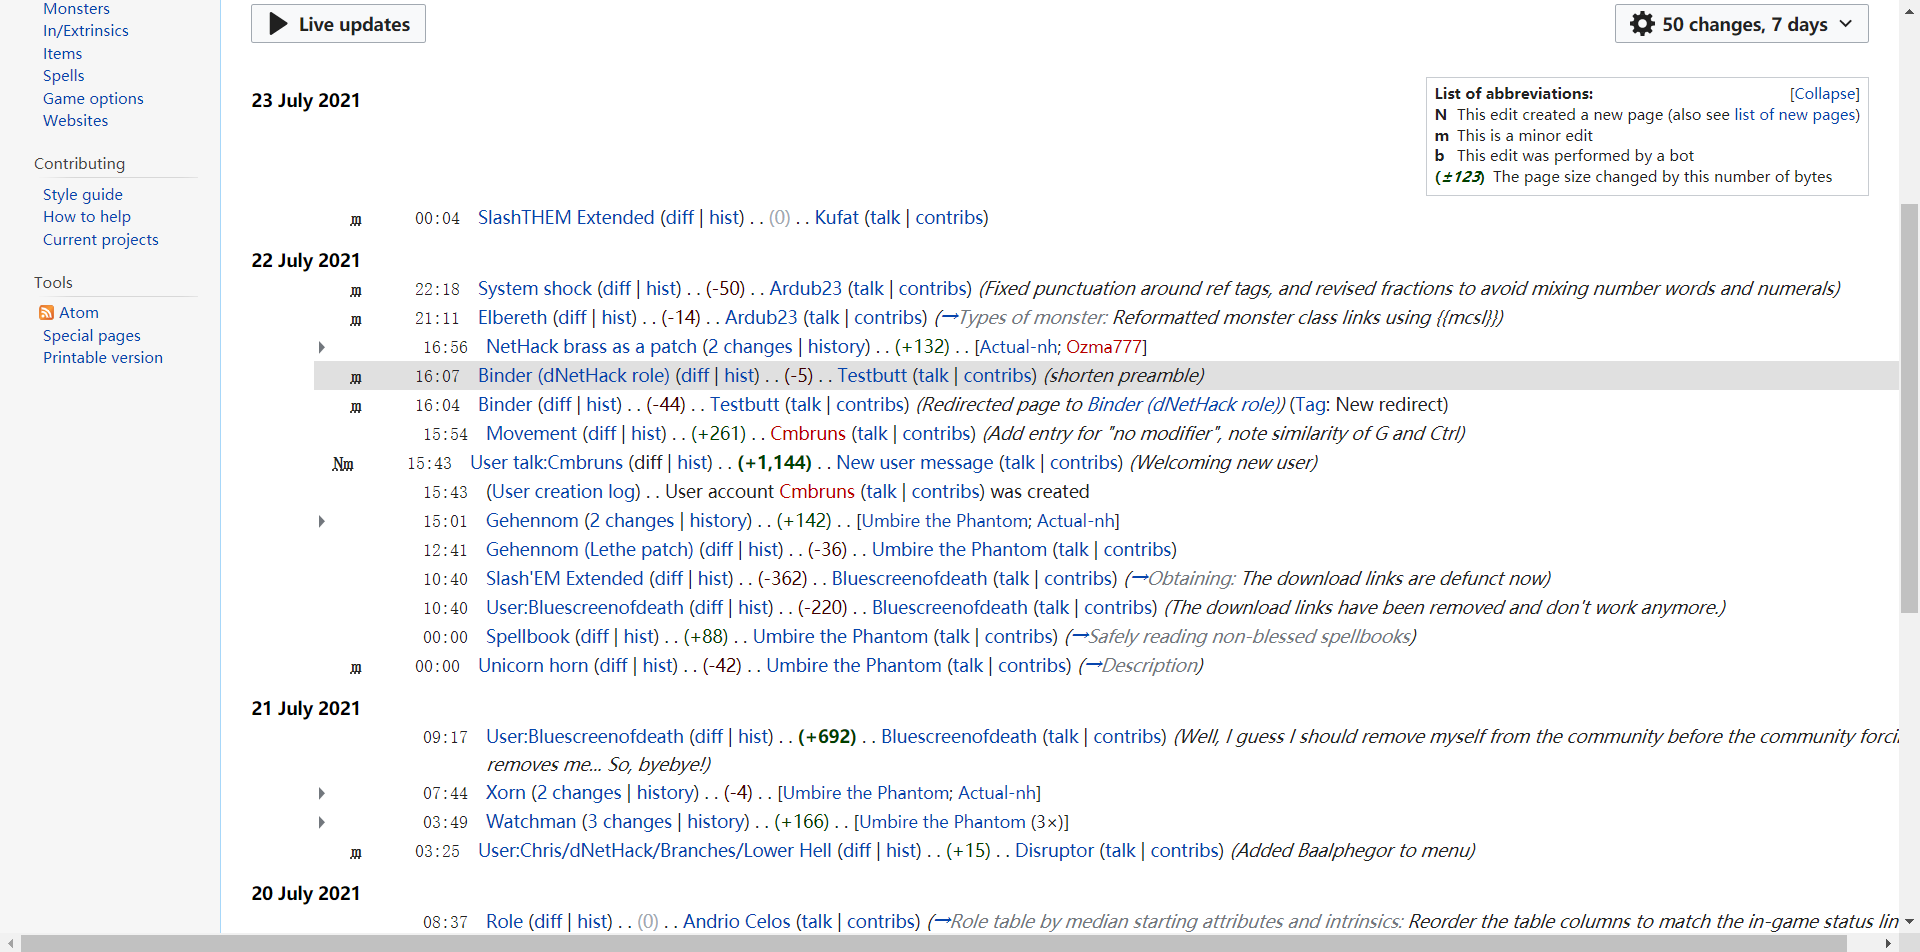 Monsters
In/Extrinsics
Items
Spells
Game options
Websites
Contributing
Style guide
How to help
Current projects
Tools
Atom
Special pages
Printable version
Live updates
50 changes, 7 days
List of abbreviations: [Collapse]
N This edit created a new page (also see list of new pages)
m This is a minor edit
b This edit was performed by a bot
(±123) The page size changed by this number of bytes
23 July 2021
m 00:04 SlashTHEM Extended (diff | hist) . . (0) . . Kufat (talk | contribs)
22 July 2021
m 22:18 System shock (diff | hist) . . (-50) . . Ardub23 (talk | contribs) (Fixed punctuation around ref tags, and revised fractions to avoid mixing number words and numerals)
m 21:11 Elbereth (diff | hist) . . (-14) . . Ardub23 (talk | contribs) (→Types of monster: Reformatted monster class links using {{mcsl}})
16:56 NetHack brass as a patch (2 changes | history) . . (+132) . . [Actual-nh; Ozma777]
m 16:07 Binder (dNetHack role) (diff | hist) . . (-5) . . Testbutt (talk | contribs) (shorten preamble)
m 16:04 Binder (diff | hist) . . (-44) . . Testbutt (talk | contribs) (Redirected page to Binder (dNetHack role)) (Tag: New redirect)
15:54 Movement (diff | hist) . . (+261) . . Cmbruns (talk | contribs) (Add entry for "no modifier", note similarity of G and Ctrl)
Nm 15:43 User talk:Cmbruns (diff | hist) . . (+1,144) . . New user message (talk | contribs) (Welcoming new user)
15:43 (User creation log) . . User account Cmbruns (talk | contribs) was created
15:01 Gehennom (2 changes | history) . . (+142) . . [Umbire the Phantom; Actual-nh]
12:41 Gehennom (Lethe patch) (diff | hist) . . (-36) . . Umbire the Phantom (talk | contribs)
10:40 Slash'EM Extended (diff | hist) . . (-362) . . Bluescreenofdeath (talk | contribs) (→Obtaining: The download links are defunct now)
10:40 User:Bluescreenofdeath (diff | hist) . . (-220) . . Bluescreenofdeath (talk | contribs) (The download links have been removed and don't work anymore.)
00:00 Spellbook (diff | hist) . . (+88) . . Umbire the Phantom (talk | contribs) (→Safely reading non-blessed spellbooks)
m 00:00 Unicorn horn (diff | hist) . . (-42) . . Umbire the Phantom (talk | contribs) (→Description)
21 July 2021
09:17 User:Bluescreenofdeath (diff | hist) . . (+692) . . Bluescreenofdeath (talk | contribs) (Well, I guess I should remove myself from the community before the community forci
removes me... So, byebye!)
07:44 Xorn (2 changes | history) . . (-4) . . [Umbire the Phantom; Actual-nh]
03:49 Watchman (3 changes | history) . . (+166) . . [Umbire the Phantom (3×)]
m 03:25 User:Chris/dNetHack/Branches/Lower Hell (diff | hist) . . (+15) . . Disruptor (talk | contribs) (Added Baalphegor to menu)
20 July 2021
08:37 Role (diff | hist) . . (0) . . Andrio Celos (talk | contribs) (→Role table by median starting attributes and intrinsics: Reorder the table columns to match the in-game status lin